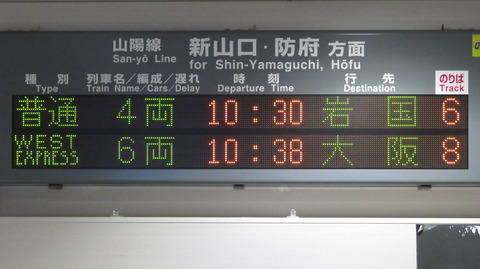 山陽線 新山口・防府 方面
San-yō Line for Shin-Yamaguchi, Hōfu
種別 列車名/編成/遅れ 時刻 行先 のりば
Type Train Name/Cars/Delay Departure Time Destination Track
普通 4両 10:30 岩国 6
WEST EXPRESS 6両 10:38 大阪 8